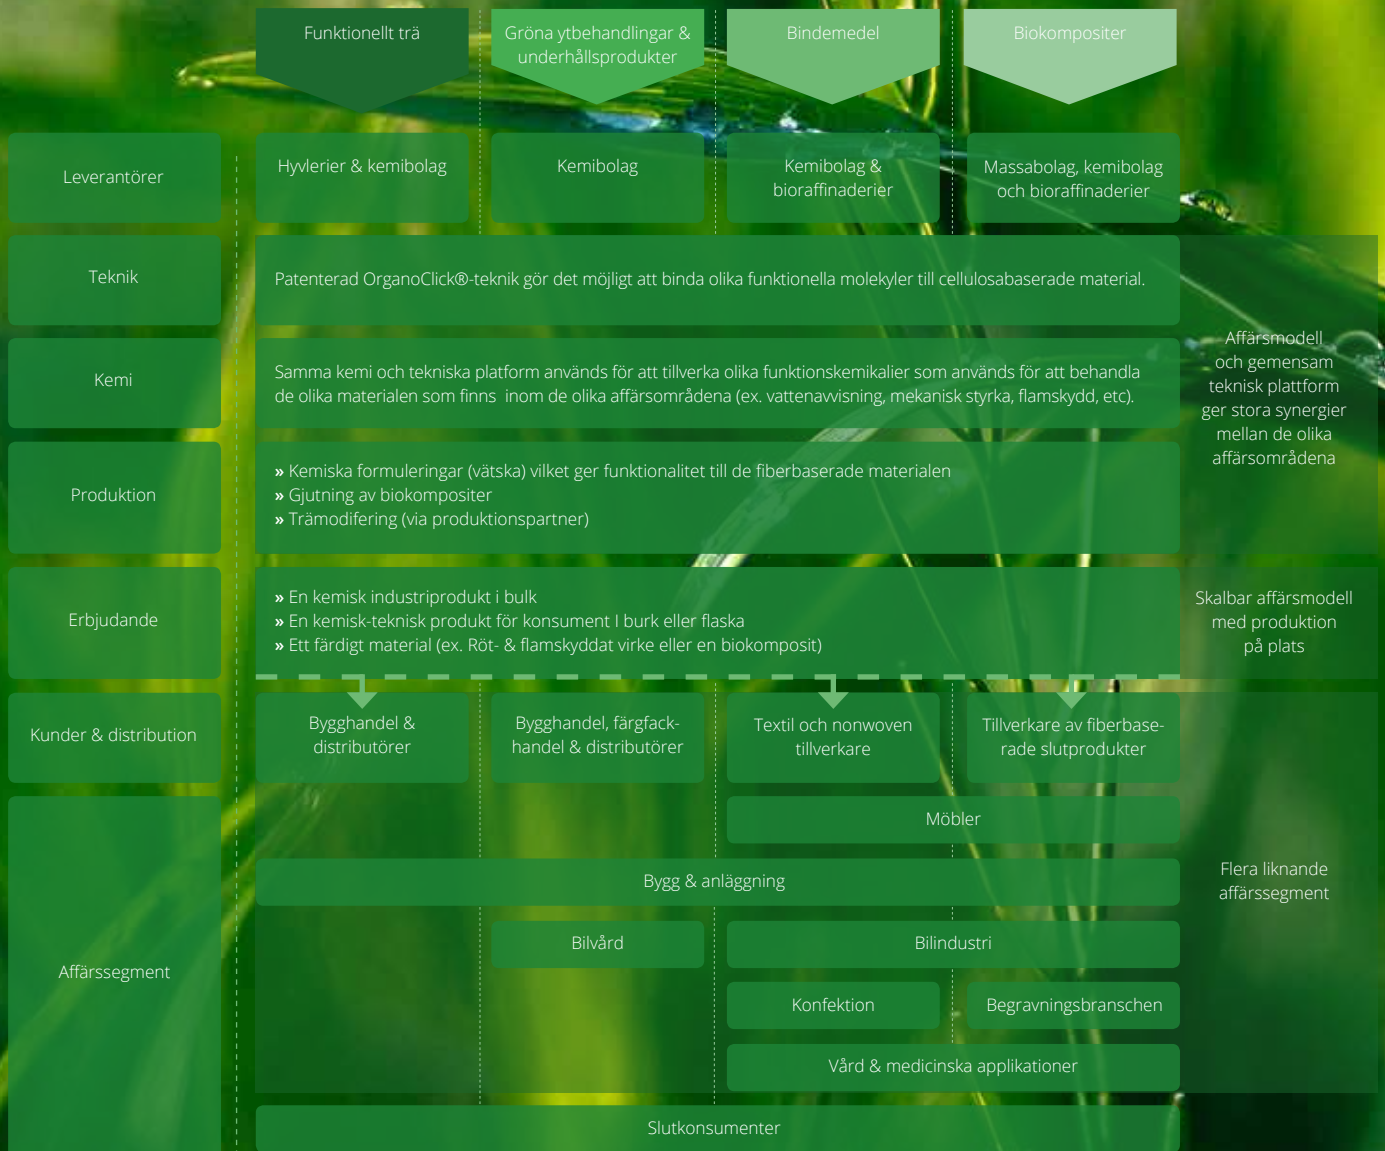 Funktionellt trä
Gröna ytbehandlingar &
underhållsprodukter
Bindemedel
Biokompositer
Leverantörer
Hyvlerier & kemibolag
Kemibolag
Kemibolag &
bioraffinaderier
Massabolag, kemibolag
och bioraffinaderier
Teknik
Patenterad OrganoClick®-teknik gör det möjligt att binda olika funktionella molekyler till cellulosabaserade material.
Kemi
Samma kemi och tekniska platform används för att tillverka olika funktionskemikalier som används för att behandla
de olika materialen som finns inom de olika affärsområdena (ex. vattenavvisning, mekanisk styrka, flamskydd, etc).
Produktion
» Kemiska formuleringar (vätska) vilket ger funktionalitet till de fiberbaserade materialen
» Gjutning av biokompositer
» Trämodifering (via produktionspartner)
Affärsmodell
och gemensam
teknisk plattform
ger stora synergier
mellan de olika
affärsområdena
Erbjudande
» En kemisk industriprodukt i bulk
» En kemisk-teknisk produkt för konsument I burk eller flaska
» Ett färdigt material (ex. Röt- & flamskyddat virke eller en biokomposit)
Skalbar affärsmodell
med produktion
på plats
Kunder & distribution
Bygghandel &
distributörer
Bygghandel, färgfack-
handel & distributörer
Textil och nonwoven
tillverkare
Tillverkare av fiberbase-
rade slutprodukter
Affärssegment
Möbler
Bygg & anläggning
Bilvård
Bilindustri
Konfektion
Begravningsbranschen
Vård & medicinska applikationer
Slutkonsumenter
Flera liknande
affärssegment